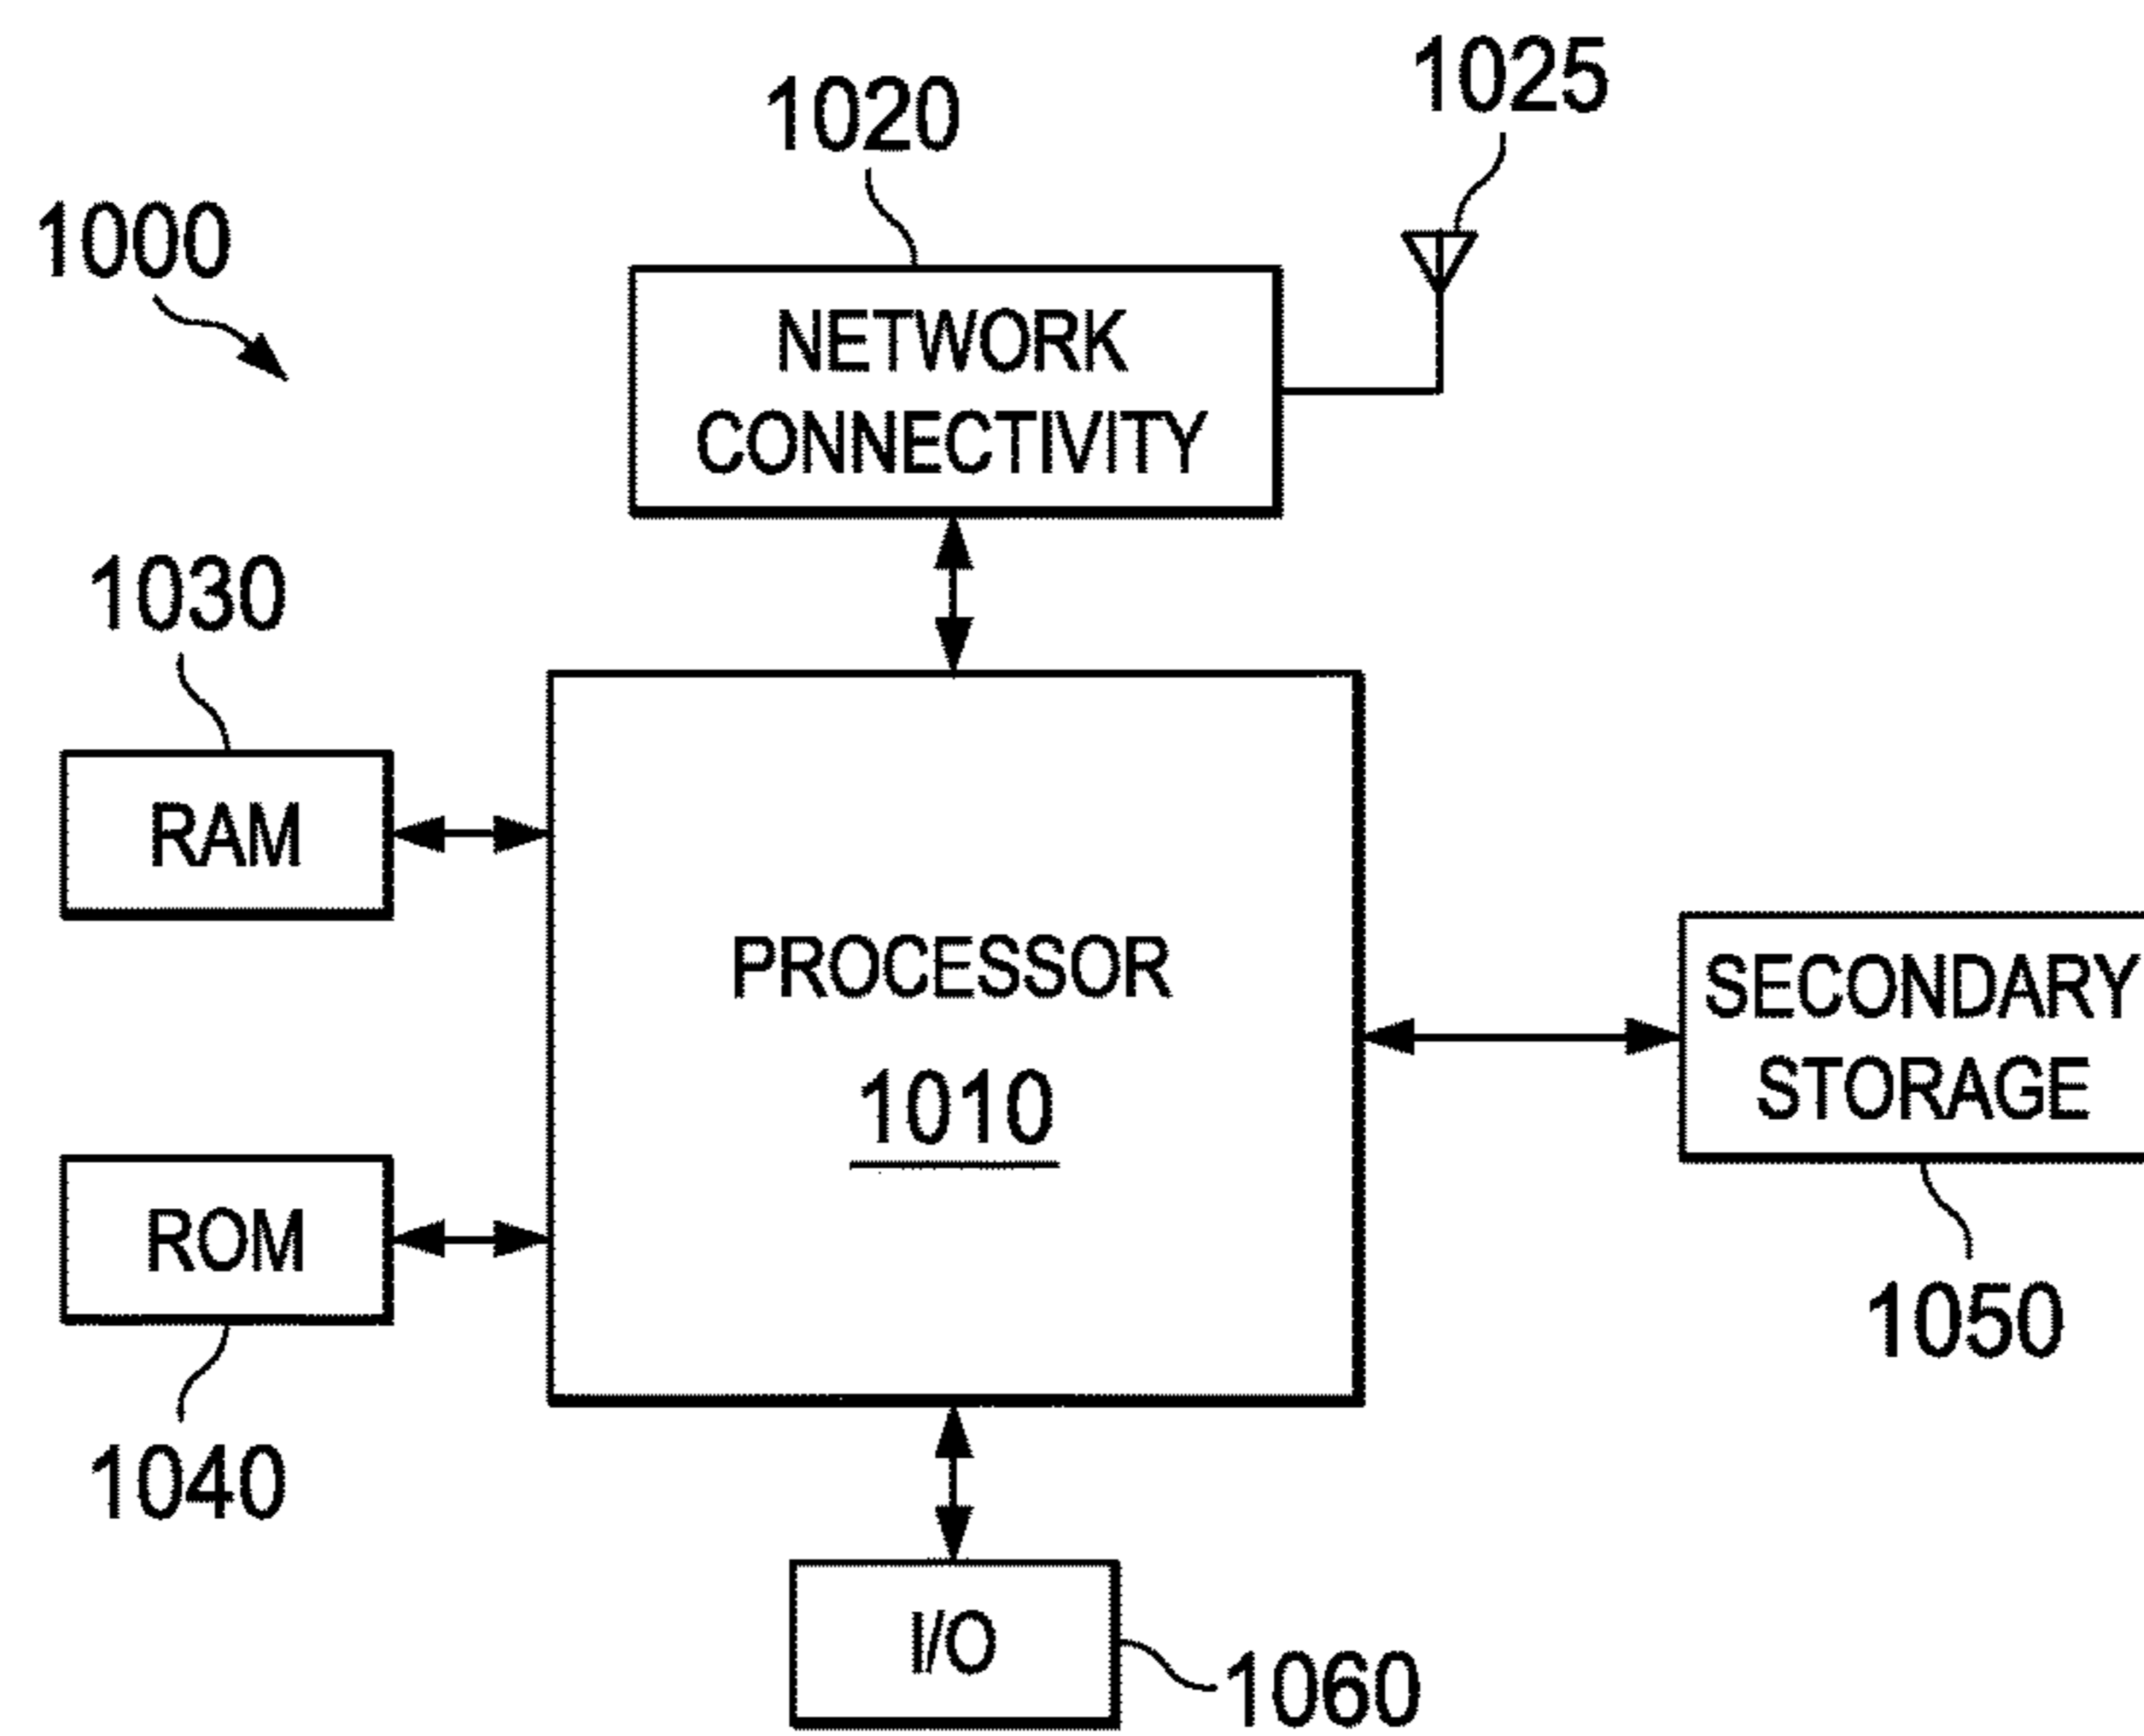 1025
1020
1000
NETWORK
CONNECTIVITY
1030
RAM
PROCESSOR
1010
SECONDARY
STORAGE
ROM
1050
1040
I/O
1060